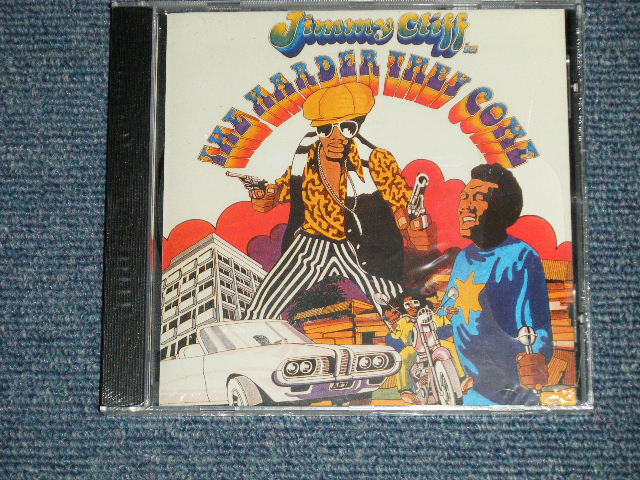 Jimmy Cliff
in
THE HARDER THEY COME